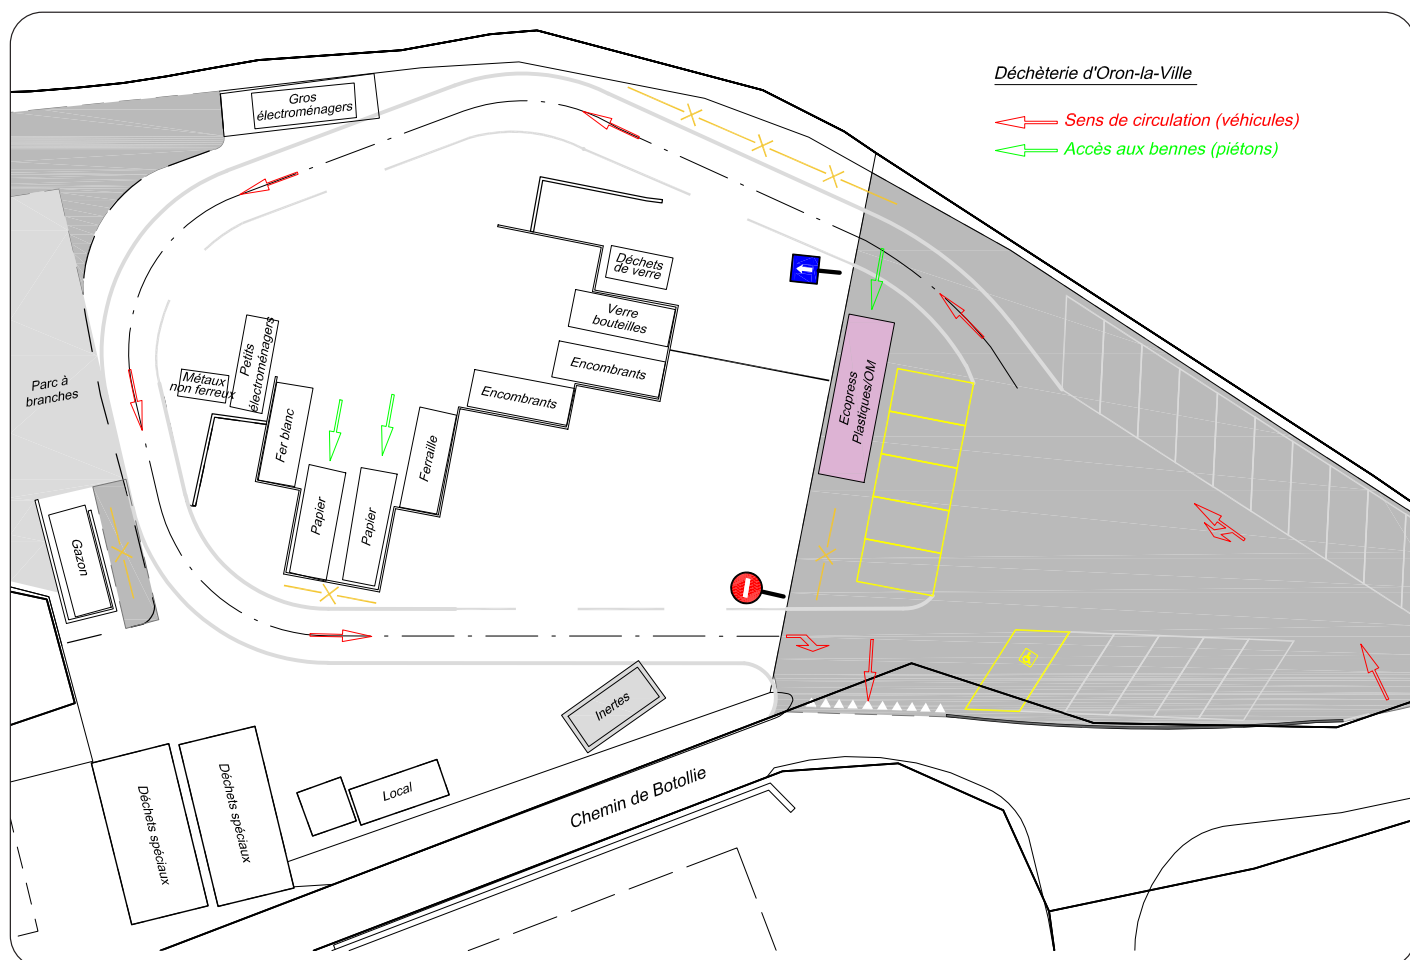 Déchèterie d'Oron-la-Ville
Sens de circulation (véhicules)
Accès aux bennes (piétons)
Gros
électroménagers
Déchets
de verre
Verre
bouteilles
Encombrants
Encombrants
Petits
électroménagers
Métaux
non ferreux
Fer blanc
Papier
Papier
Ferraille
Ecopress
Plastiques/OM
Parc à
branches
Gazon
Inertes
Local
Déchets spéciaux
Déchets spéciaux
Chemin de Botollie